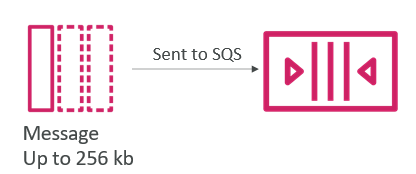 Sent to SQS
Message
Up to 256 kb